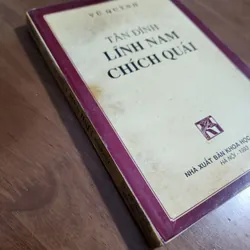 VŨ QUỲNH
TÂN ĐÍNH
LĨNH NAM
CHÍCH QUÁI
NHÀ XUẤT BẢN KHOA HỌC
HÀ NỘI -